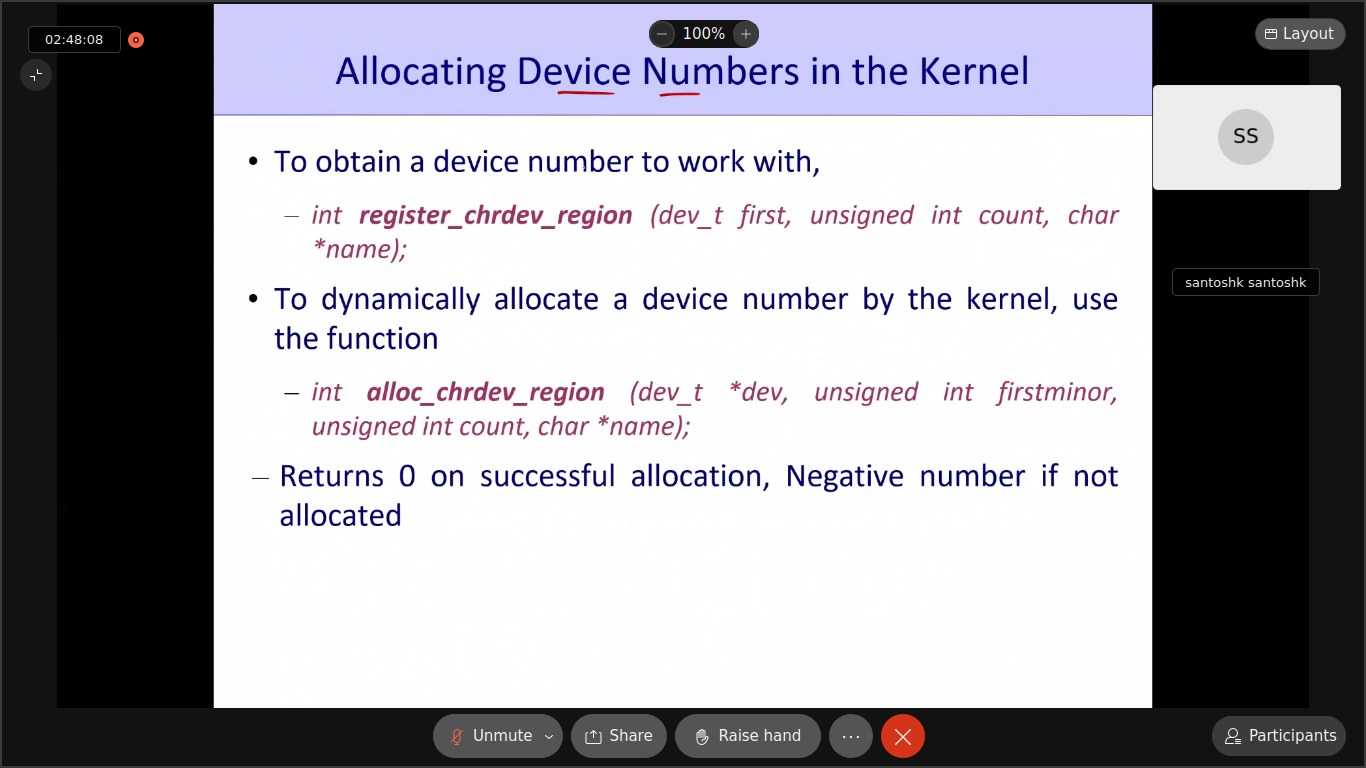 02:48:08
100%
Layout
Allocating Device Numbers in the Kernel
SS
• To obtain a device number to work with,
– int register_chrdev_region (dev_t first, unsigned int count, char
*name);
santoshk santoshk
• To dynamically allocate a device number by the kernel, use
the function
– int alloc_chrdev_region (dev_t *dev, unsigned int firstminor,
unsigned int count, char *name);
– Returns 0 on successful allocation, Negative number if not
allocated
Unmute
Share
Raise hand
Participants